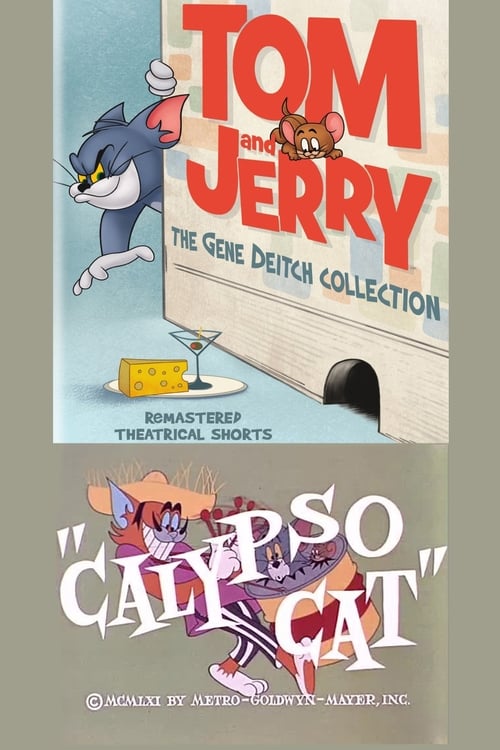 TOM
and
JERRY
THE GENE DEITCH COLLECTION
REMASTERED
THEATRICAL SHORTS
"CALYPSO
CAT"
©MCMLXI BY METRO-GOLDWYN-MAYER, INC.